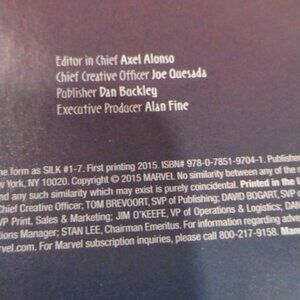 Editor in Chief Axel Alonso
Chief Creative Officer Joe Quesada
Publisher Dan Buckley
Executive Producer Alan Fine
ne form as SILK #1-7. First printing 2015. ISBN# 978-0-7851-9704-1. Publishe
w York, NY 10020. Copyright © 2015 MARVEL. No similarity between any of the n
nd any such similarity which may exist is purely coincidental. Printed in the
Chief Creative Officer; TOM BREVOORT, SVP of Publishing; DAVID BOGART, SVP
VP Print, Sales & Marketing; JIM O'KEEFE, VP of Operations & Logistics; DAN
ations Manager; STAN LEE, Chairman Emeritus. For information regarding adver
rvel.com. For Marvel subscription inquiries, please call 800-217-9158. Manu